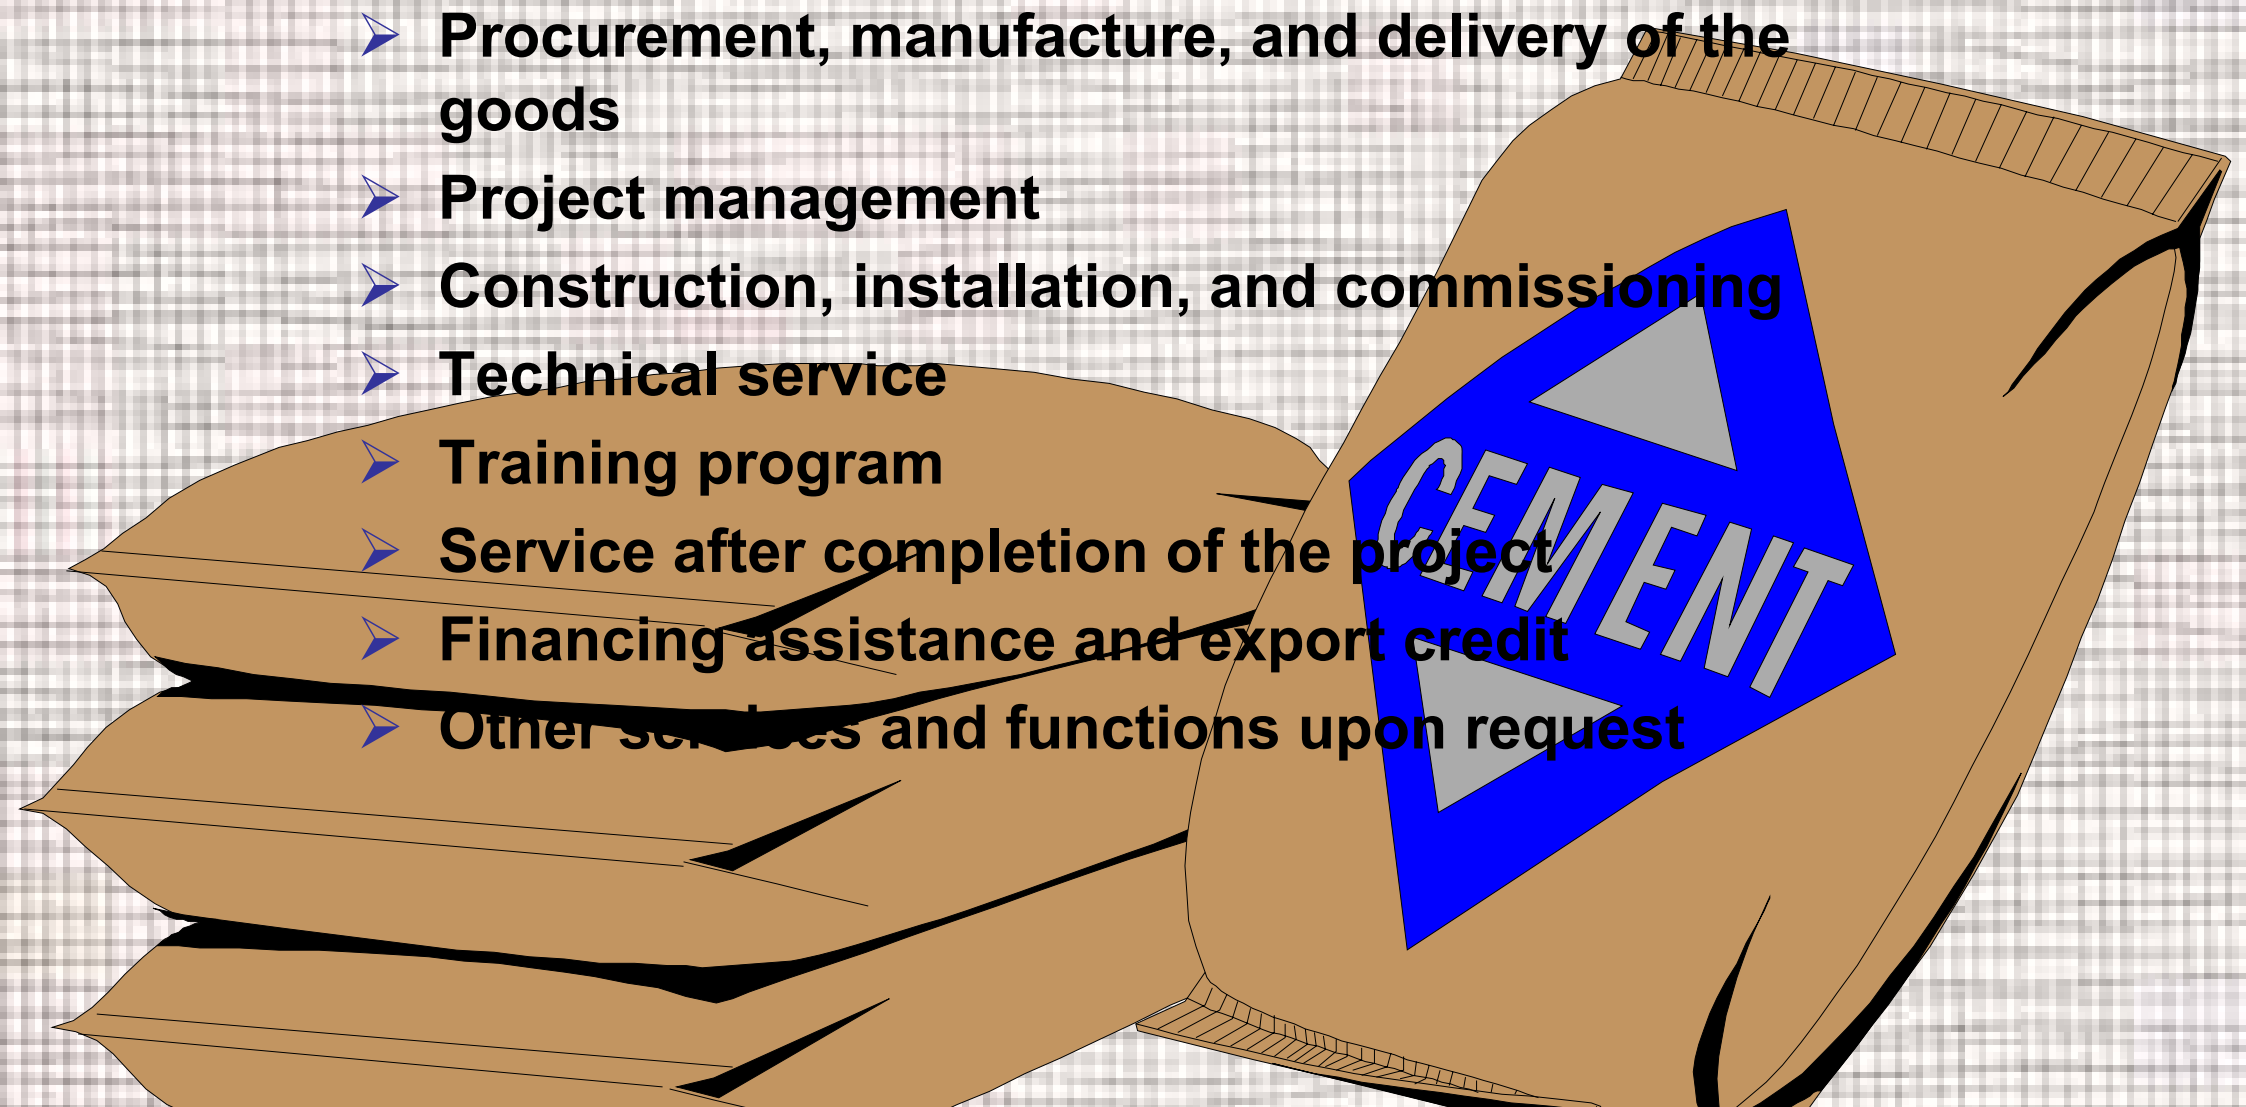 Procurement, manufacture, and delivery of the
goods
Project management
Construction, installation, and commissioning
Technical service
Training program
Service after completion of the project
Financing assistance and export credit
Other services and functions upon request
CEMENT